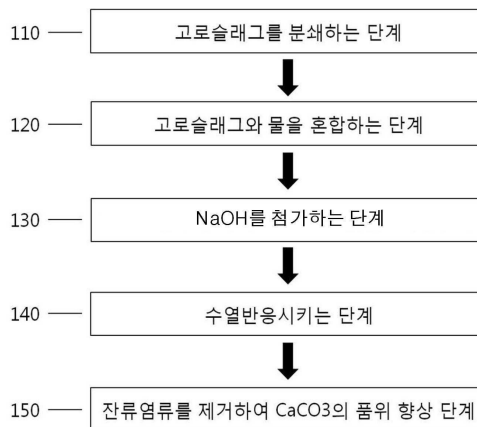 110 고로슬래그를 분쇄하는 단계
120 고로슬래그와 물을 혼합하는 단계
130 NaOH를 첨가하는 단계
140 수열반응시키는 단계
150 잔류염류를 제거하여 CaCO3의 품위 향상 단계